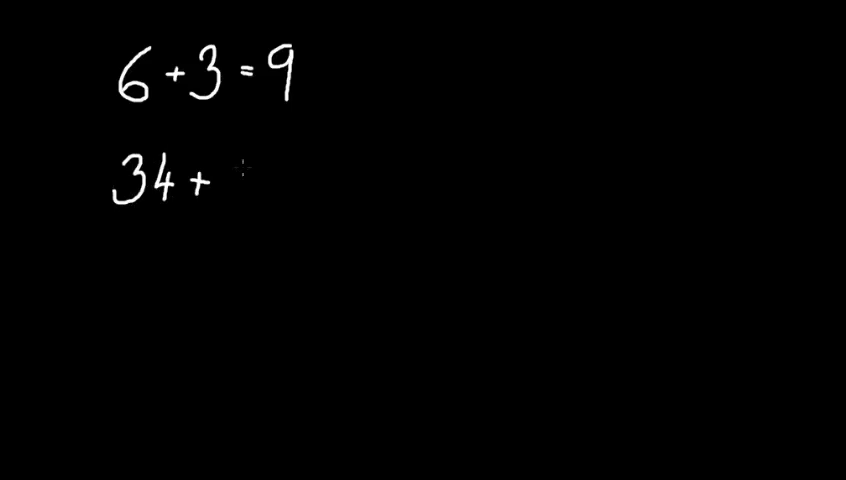 6 + 3 = 9
34 +